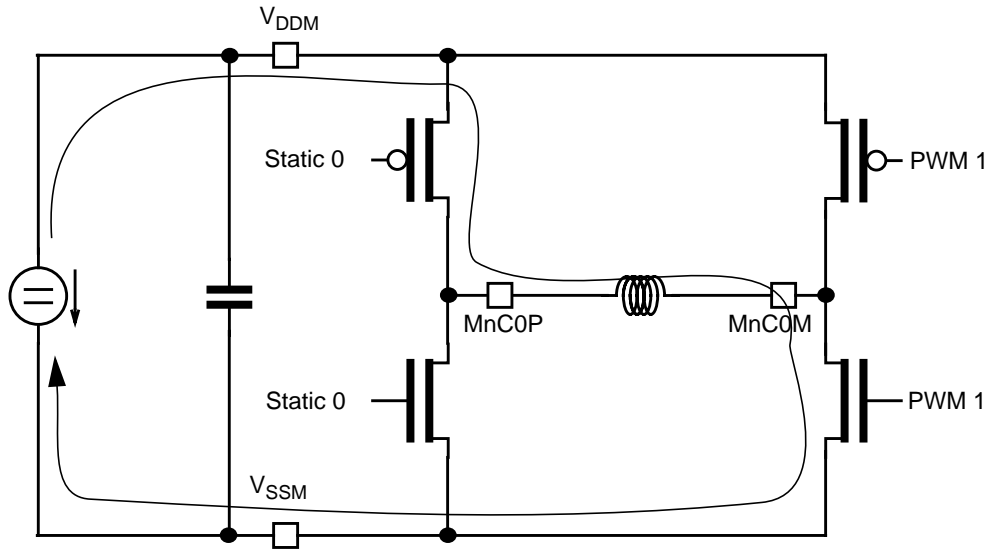 VDDM
Static 0
PWM 1
MnC0P
MnC0M
Static 0
PWM 1
VSSM